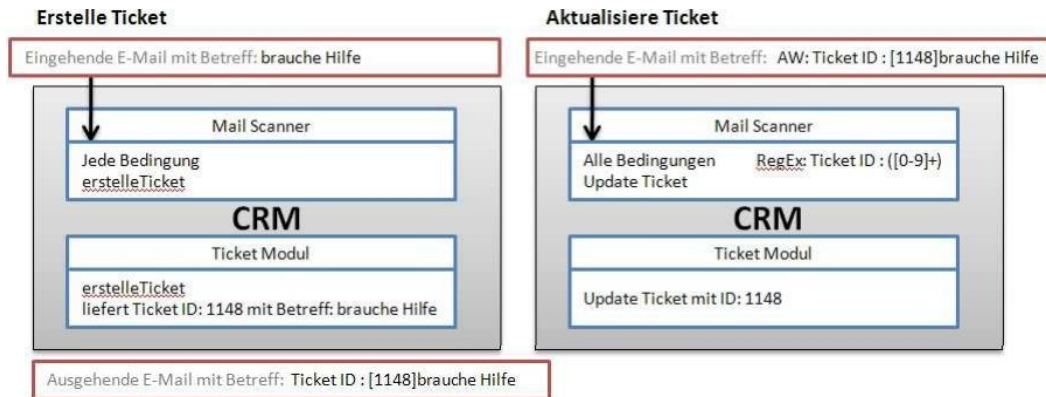 Erstelle Ticket
Eingehende E-Mail mit Betreff: brauche Hilfe
Mail Scanner
Jede Bedingung
erstelleTicket
CRM
Ticket Modul
erstelleTicket
liefert Ticket ID: 1148 mit Betreff: brauche Hilfe
Ausgehende E-Mail mit Betreff: Ticket ID : [1148]brauche Hilfe
Aktualisiere Ticket
Eingehende E-Mail mit Betreff: AW: Ticket ID : [1148]brauche Hilfe
Mail Scanner
Alle Bedingungen RegEx: Ticket ID : ([0-9]+)
Update Ticket
CRM
Ticket Modul
Update Ticket mit ID: 1148